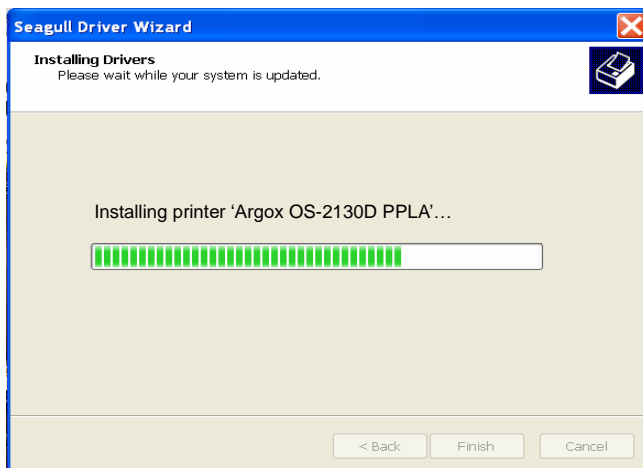 Seagull Driver Wizard
Installing Drivers
Please wait while your system is updated.
Installing printer ‘Argox OS-2130D PPLA’…
< Back Finish Cancel